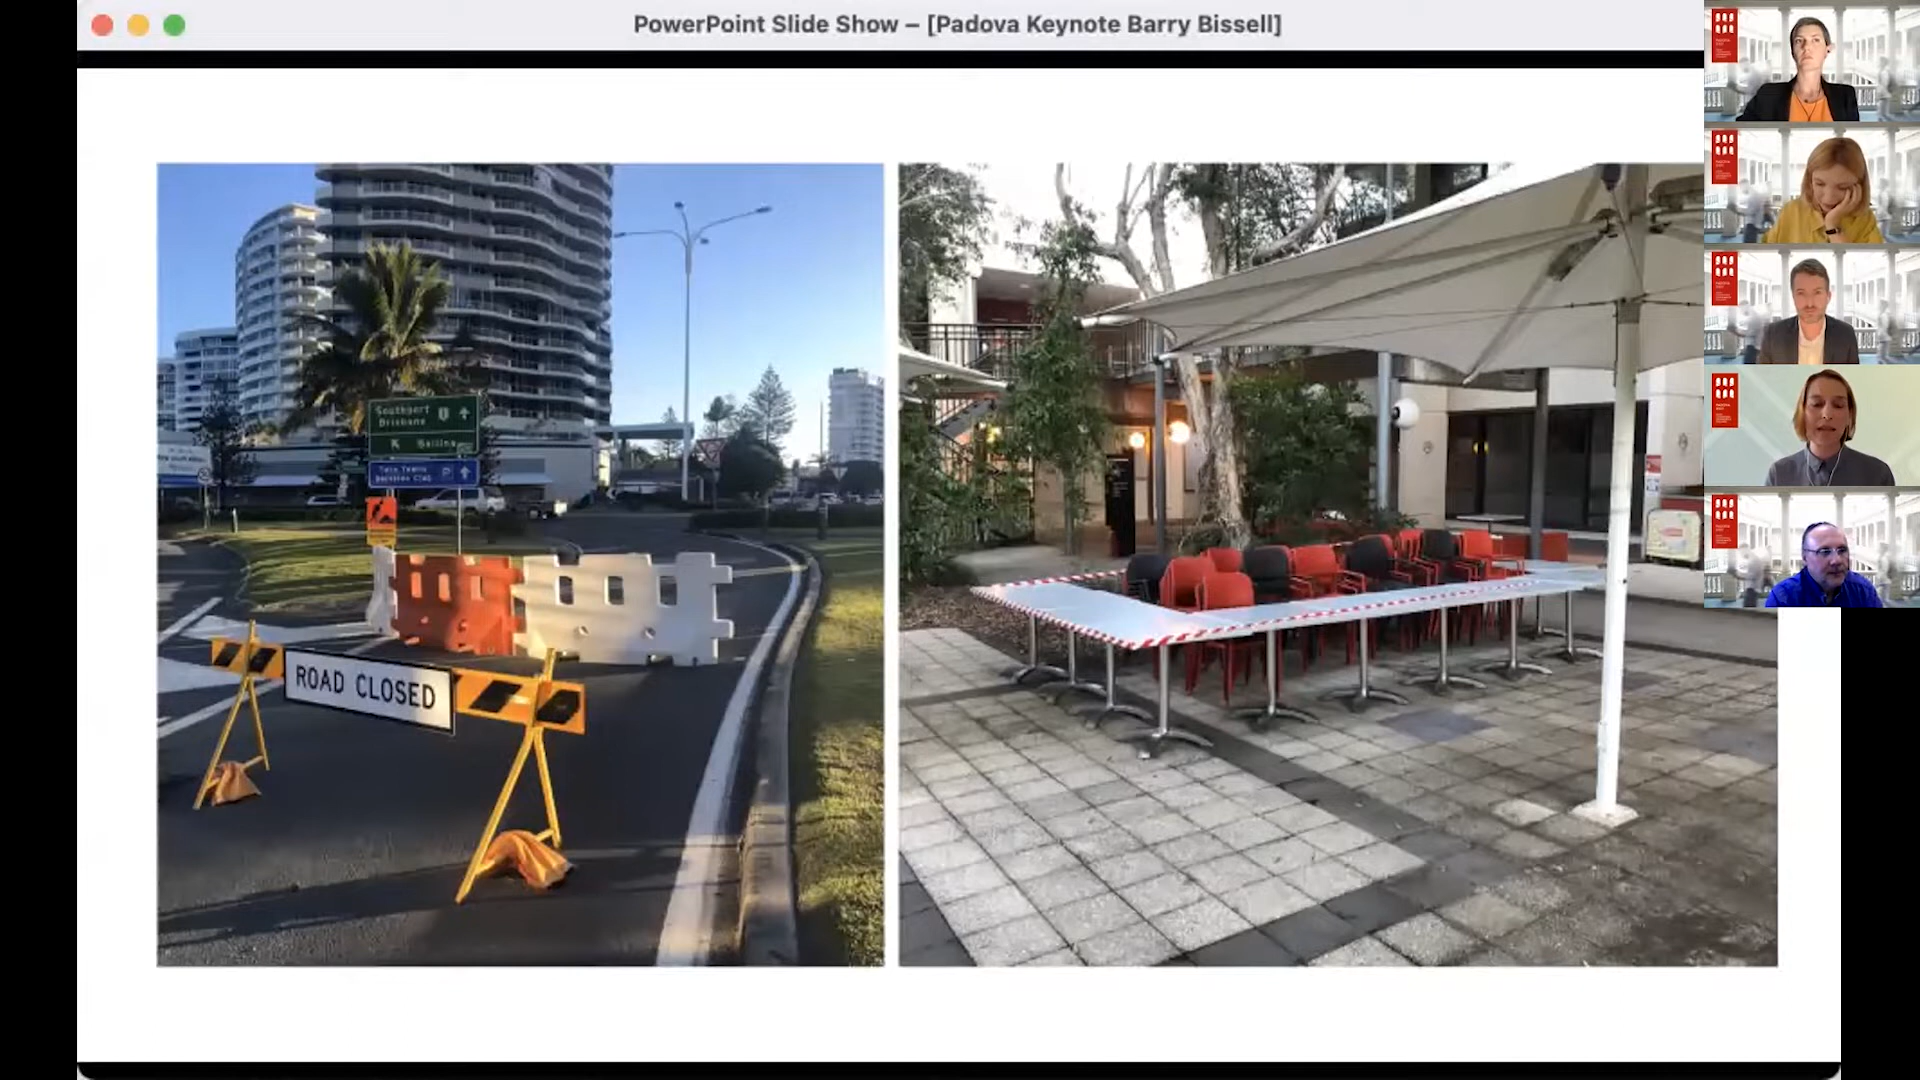 PowerPoint Slide Show – [Padova Keynote Barry Bissell]
Southport
Brisbane
Ballina
ROAD CLOSED